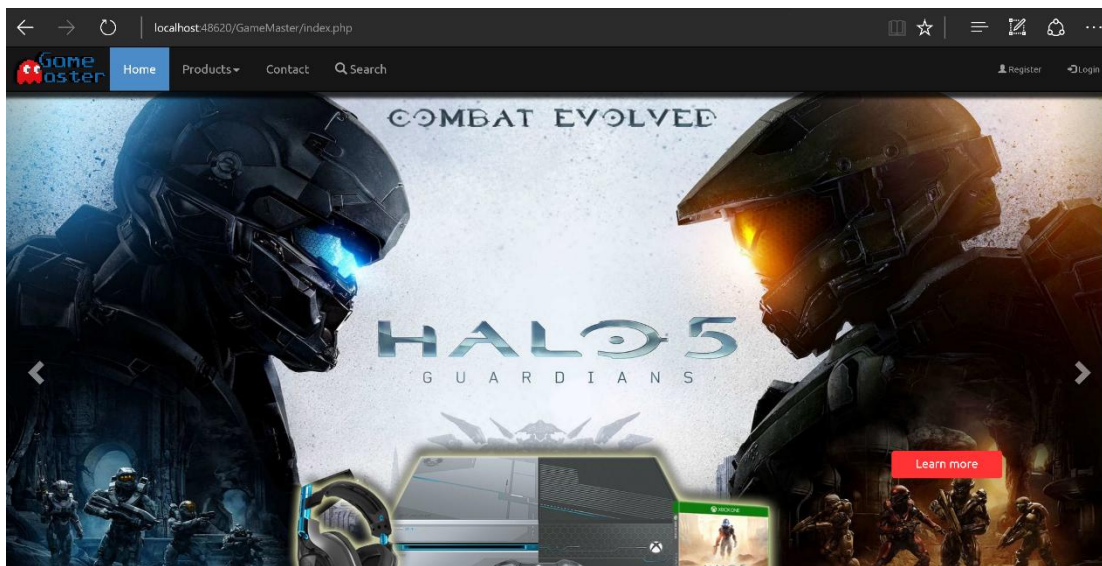 localhost:48620/GameMaster/index.php
Game
Master
Home Products Contact Search Register Login
COMBAT EVOLVED
HALO 5
GUARDIANS
Learn more
XBOX ONE